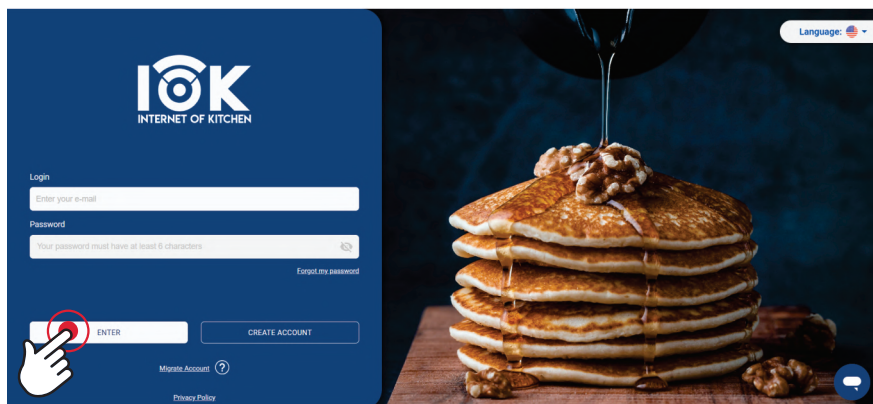 Language:
IOK
INTERNET OF KITCHEN
Login
Enter your e-mail
Password
Your password must have at least 6 characters
Forgot my password
ENTER
CREATE ACCOUNT
Migrate Account ?
Privacy Policy